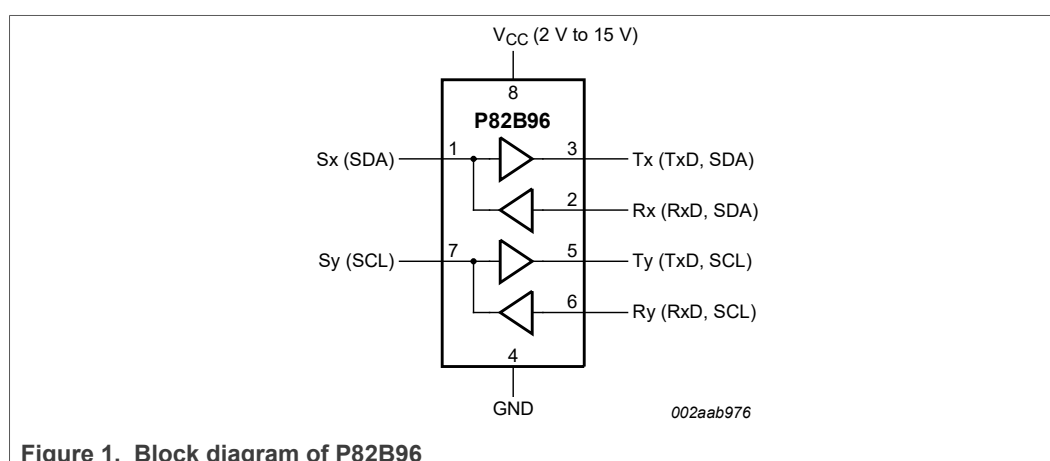 VCC (2 V to 15 V)
8
P82B96
Sx (SDA) 1 3 Tx (TxD, SDA)
2 Rx (RxD, SDA)
Sy (SCL) 7 5 Ty (TxD, SCL)
6 Ry (RxD, SCL)
4
GND
002aab976
Figure 1. Block diagram of P82B96